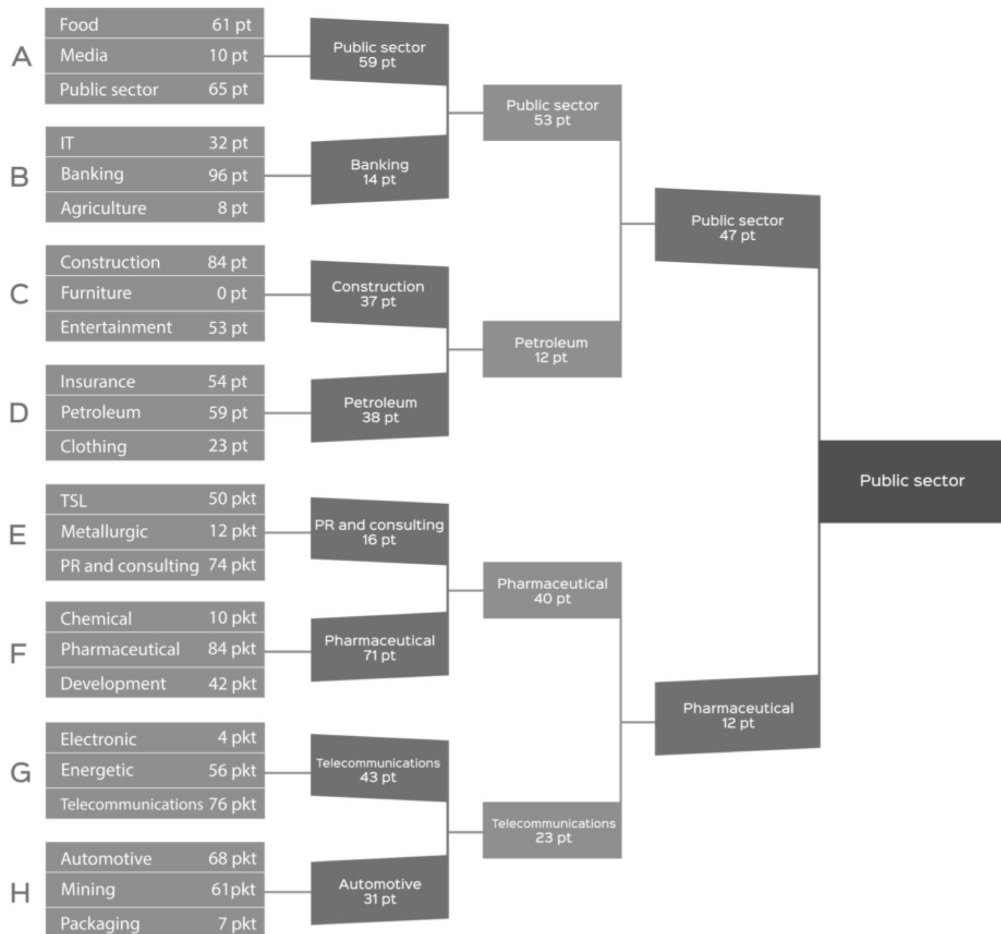 A
Food 61 pt
Media 10 pt
Public sector 65 pt
B
IT 32 pt
Banking 96 pt
Agriculture 8 pt
C
Construction 84 pt
Furniture 0 pt
Entertainment 53 pt
D
Insurance 54 pt
Petroleum 59 pt
Clothing 23 pt
E
TSL 50 pkt
Metallurgic 12 pkt
PR and consulting 74 pkt
F
Chemical 10 pkt
Pharmaceutical 84 pkt
Development 42 pkt
G
Electronic 4 pkt
Energetic 56 pkt
Telecommunications 76 pkt
H
Automotive 68 pkt
Mining 61pkt
Packaging 7 pkt
Public sector
59 pt
Banking
14 pt
Construction
37 pt
Petroleum
38 pt
PR and consulting
16 pt
Pharmaceutical
71 pt
Telecommunications
43 pt
Automotive
31 pt
Public sector
53 pt
Petroleum
12 pt
Pharmaceutical
40 pt
Telecommunications
23 pt
Public sector
47 pt
Pharmaceutical
12 pt
Public sector